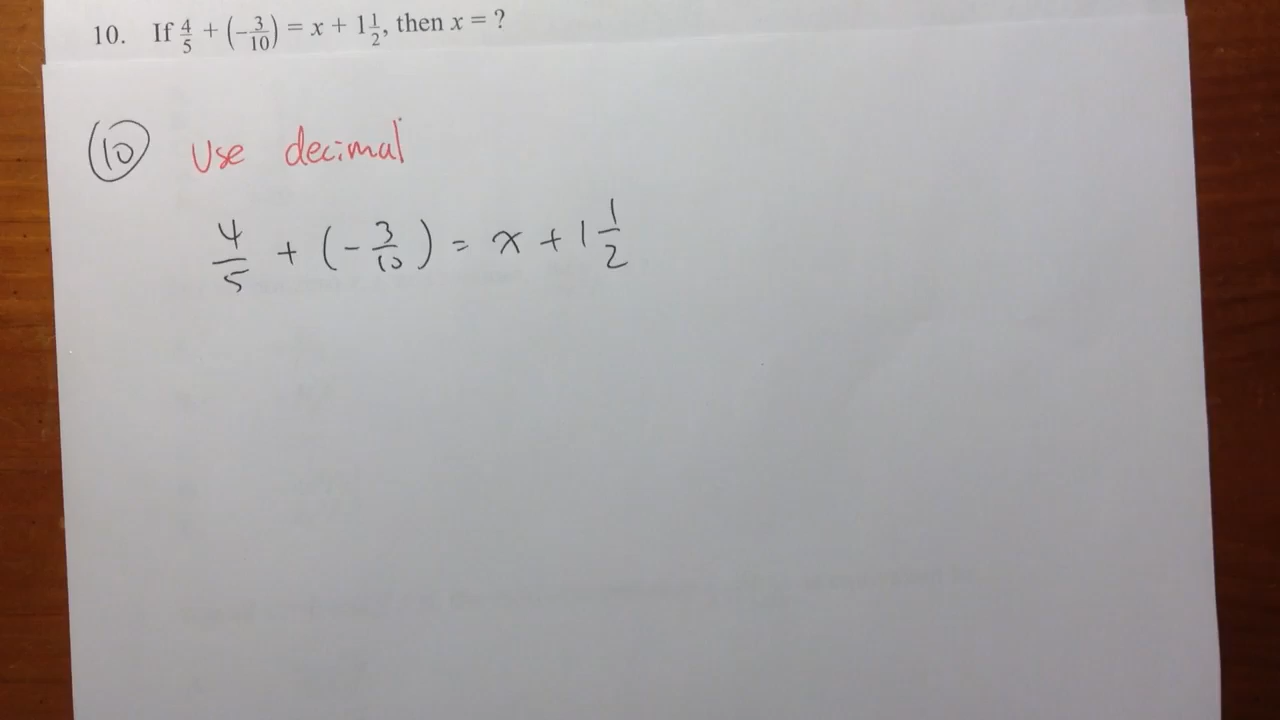 10. If 4/5 + (-3/10) = x + 1 1/2, then x = ?
(10) Use decimal
4/5 + (-3/10) = x + 1 1/2